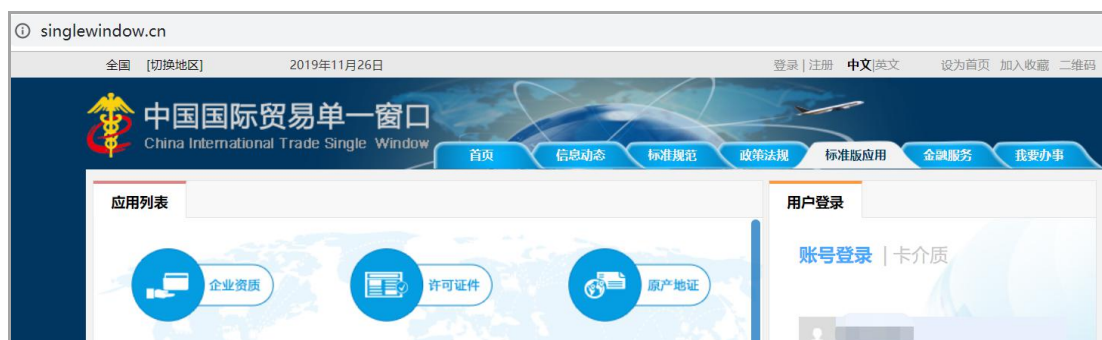 singlewindow.cn
全国 [切换地区] 2019年11月26日 登录 | 注册 中文|英文 设为首页 加入收藏 二维码
中国国际贸易单一窗口
China International Trade Single Window
首页 信息动态 标准规范 政策法规 标准版应用 金融服务 我要办事
应用列表 用户登录
账号登录 | 卡介质
企业资质 许可证件 原产地证